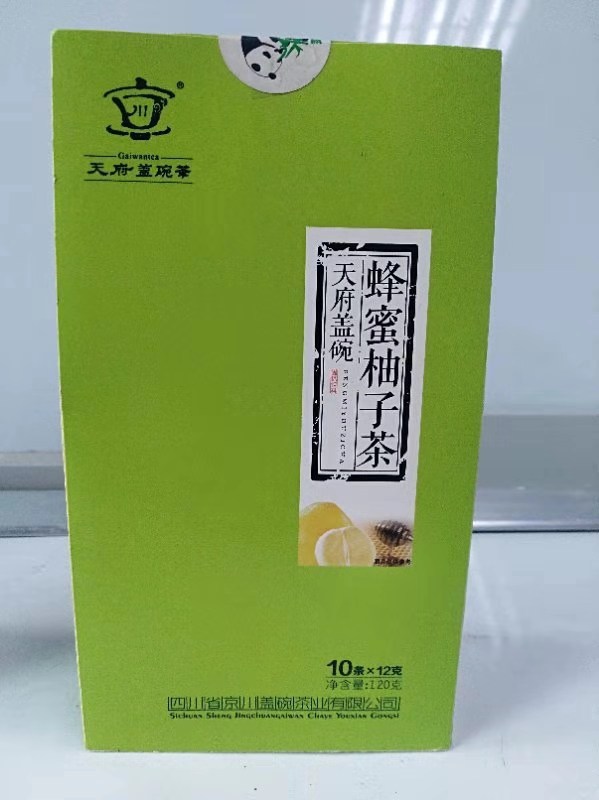 川
®
Gaiwantea
天府盖碗茶
蜂蜜柚子茶
天府盖碗
10条×12克
净含量:120克
四川省京川盖碗茶业有限公司
Sichuan Sheng Jingchuangaiwan Chaye Youxian Gongsi